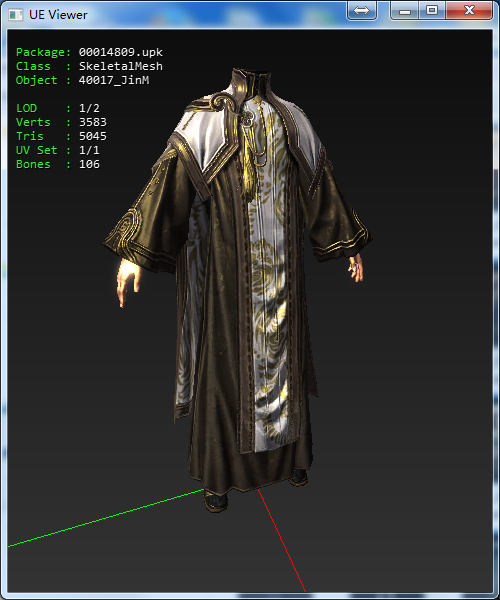 UE Viewer
Package: 00014809.upk
Class : SkeletalMesh
Object : 40017_JinM
LOD : 1/2
Verts : 3583
Tris : 5045
UV Set : 1/1
Bones : 106